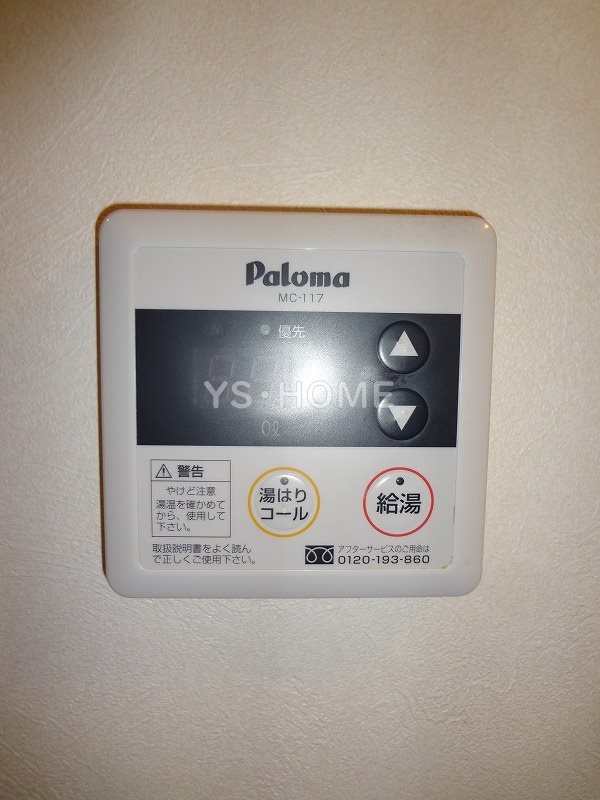 Paloma
MC-117
優先
YS・HOME
警告
やけど注意
湯温を確かめて
から、使用して
下さい。
湯はり
コール
給湯
取扱説明書をよく読ん
で正しくご使用下さい。
アフターサービスのご用命は
0120-193-860